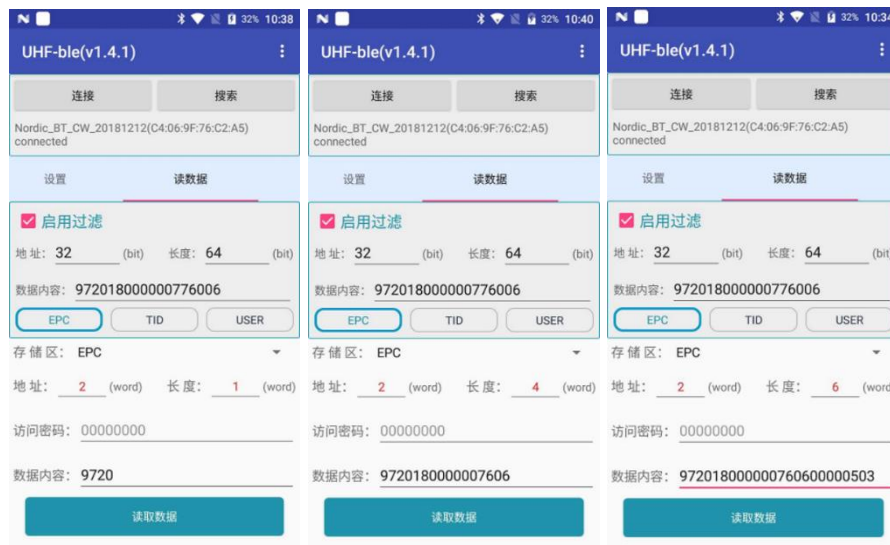 10:38
32%
UHF-ble(v1.4.1)
连接 搜索
Nordic_BT_CW_20181212(C4:06:9F:76:C2:A5)
connected
设置 读数据
启用过滤
地址: 32 (bit) 长度: 64 (bit)
数据内容: 972018000000776006
EPC TID USER
存储区: EPC
地址: 2 (word) 长度: 1 (word)
访问密码: 00000000
数据内容: 9720
读取数据
32% 10:40
UHF-ble(v1.4.1)
连接 搜索
Nordic_BT_CW_20181212(C4:06:9F:76:C2:A5)
connected
设置 读数据
启用过滤
地址: 32 (bit) 长度: 64 (bit)
数据内容: 972018000000776006
EPC TID USER
存储区: EPC
地址: 2 (word) 长度: 4 (word)
访问密码: 00000000
数据内容: 9720180000007606
读取数据
32% 10:34
UHF-ble(v1.4.1)
连接 搜索
Nordic_BT_CW_20181212(C4:06:9F:76:C2:A5)
connected
设置 读数据
启用过滤
地址: 32 (bit) 长度: 64 (bit
数据内容: 972018000000776006
EPC TID USER
存储区: EPC
地址: 2 (word) 长度: 6 (word
访问密码: 00000000
数据内容: 972018000000760600000503
读取数据